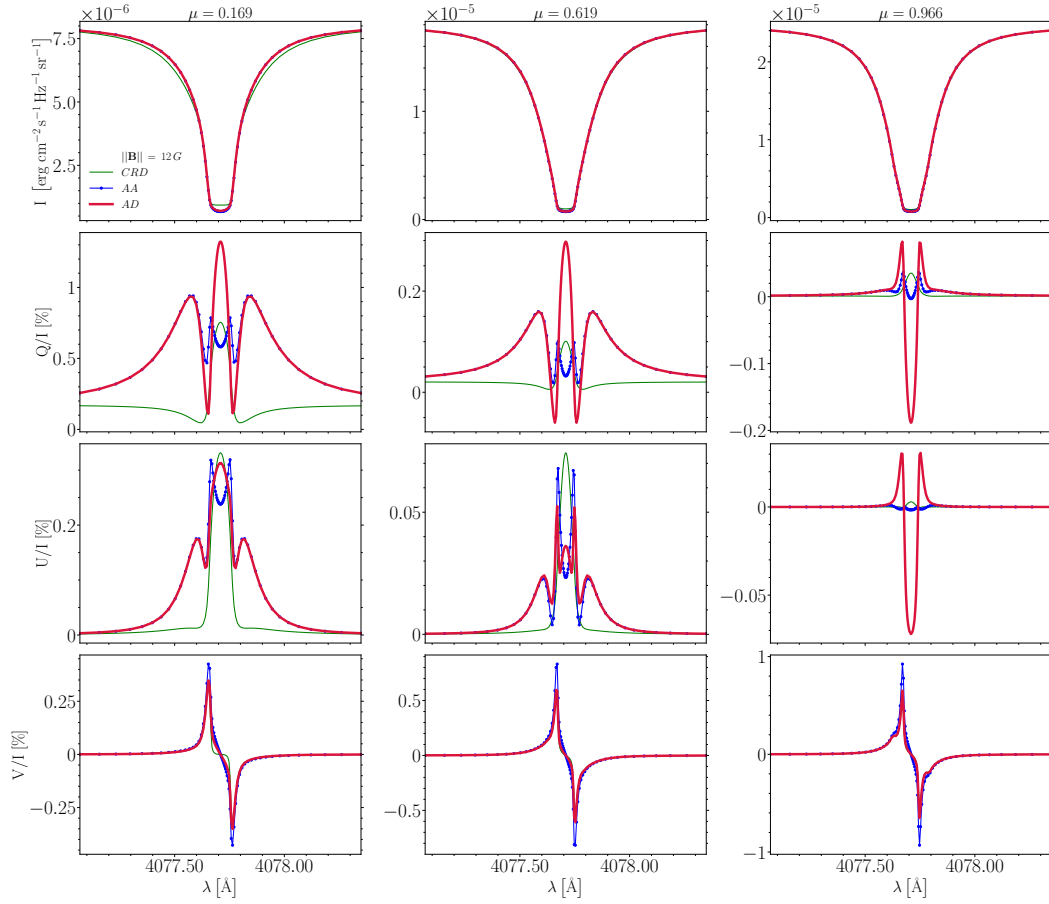 ×10⁻⁶ μ = 0.169 ×10⁻⁵ μ = 0.619 ×10⁻⁵ μ = 0.966
7.5
5.0
2.5
I [erg cm⁻² s⁻¹ Hz⁻¹ sr⁻¹]
||B|| = 12G
CRD
AA
AD
1
0
2
1
0
Q/I [%]
1
0.5
0
0.2
0
0
−0.1
−0.2
U/I [%]
0.2
0
0.05
0
0
−0.05
V/I [%]
0.25
0
−0.25
0.5
0
−0.5
1
0
−1
4077.50 4078.00 4077.50 4078.00 4077.50 4078.00
λ [Å] λ [Å] λ [Å]